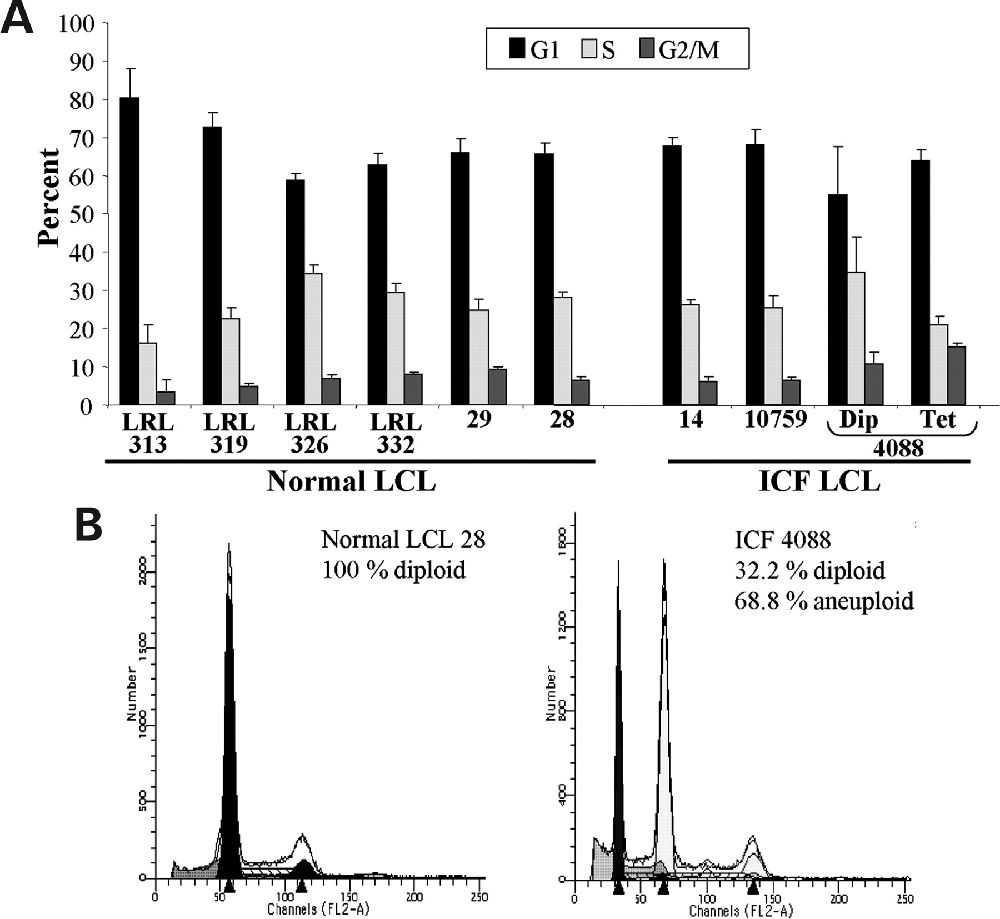 A
100
90
80
70
60
50
40
30
20
10
0
Percent
G1 S G2/M
LRL LRL LRL LRL 29 28 14 10759 Dip Tet
313 319 326 332 4088
Normal LCL ICF LCL
B
Normal LCL 28
100 % diploid
2000
1500
1000
500
0
Number
0 50 100 150 200 250
Channels (FL2-A)
ICF 4088
32.2 % diploid
68.8 % aneuploid
1200
800
400
0
Number
0 50 100 150 200 250
Channels (FL2-A)